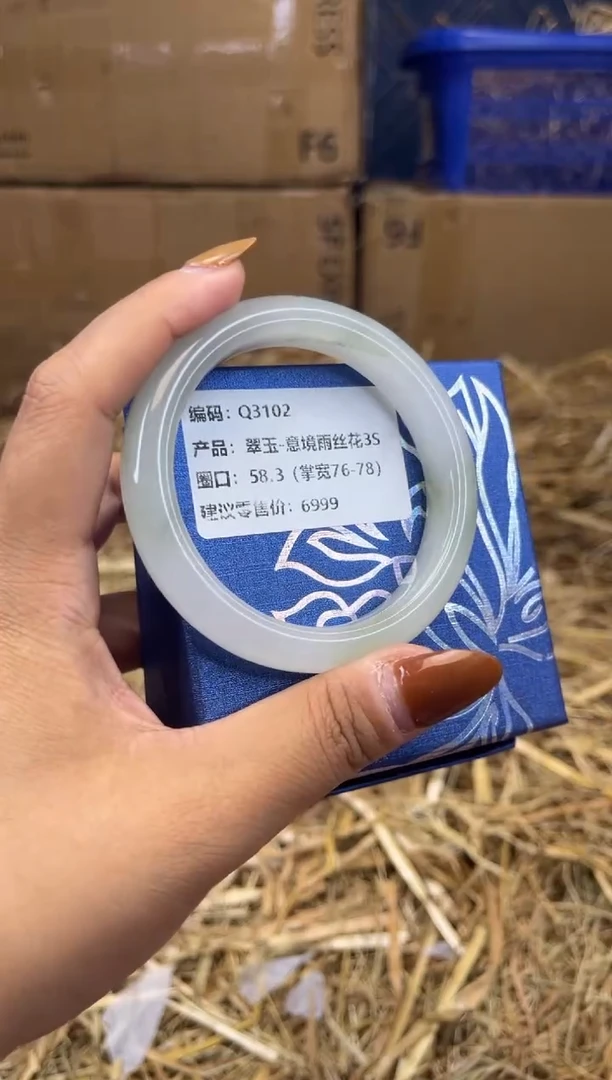 F6
编码：Q3102
产品：翠玉-意境雨丝花3S
圈口：58.3（掌宽76-78）
建议零售价：6999